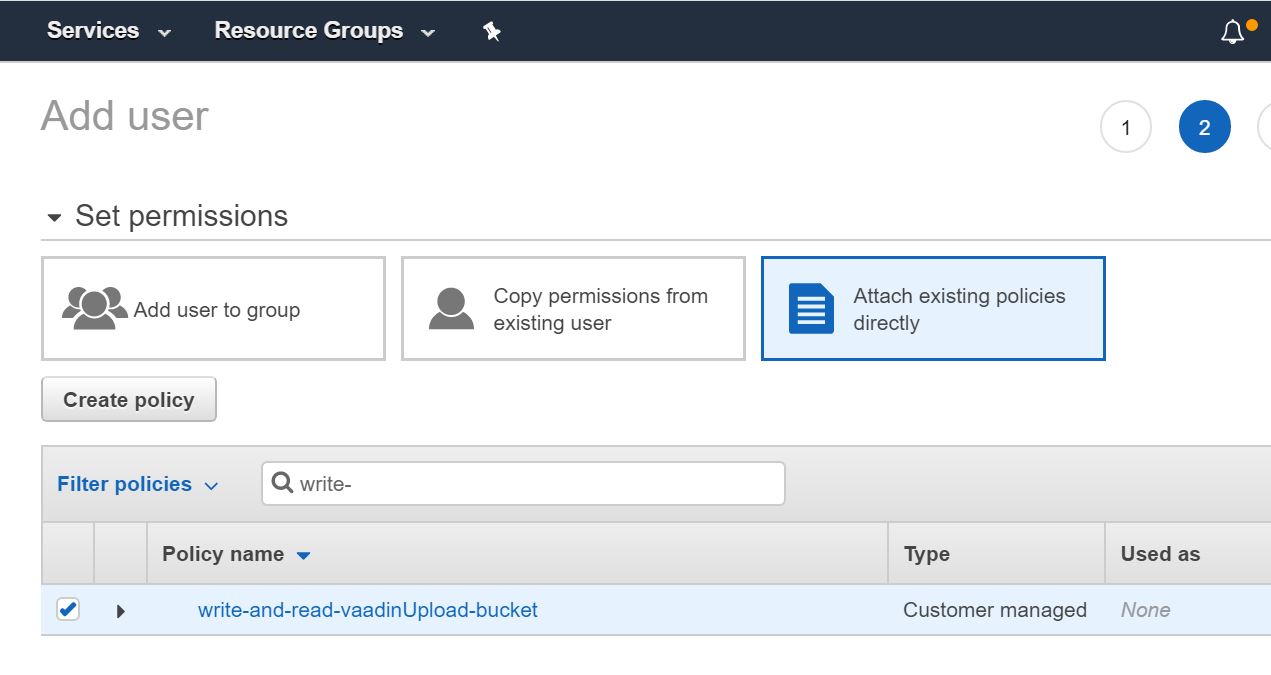 Services Resource Groups
Add user
1 2
Set permissions
Add user to group
Copy permissions from
existing user
Attach existing policies
directly
Create policy
Filter policies write-
Policy name Type Used as
write-and-read-vaadinUpload-bucket Customer managed None